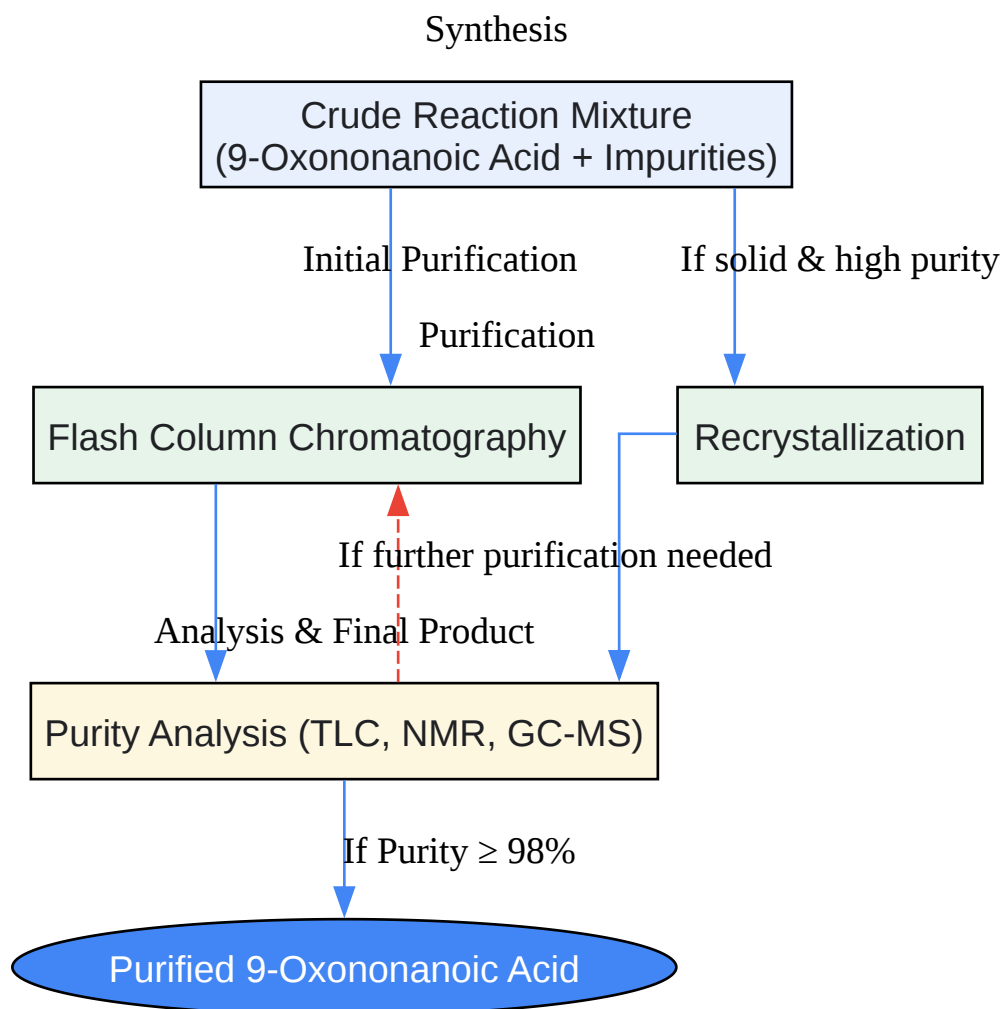 Synthesis
Crude Reaction Mixture
(9-Oxononanoic Acid + Impurities)
Initial Purification
If solid & high purity
Purification
Flash Column Chromatography
Recrystallization
If further purification needed
Analysis & Final Product
Purity Analysis (TLC, NMR, GC-MS)
If Purity ≥ 98%
Purified 9-Oxononanoic Acid